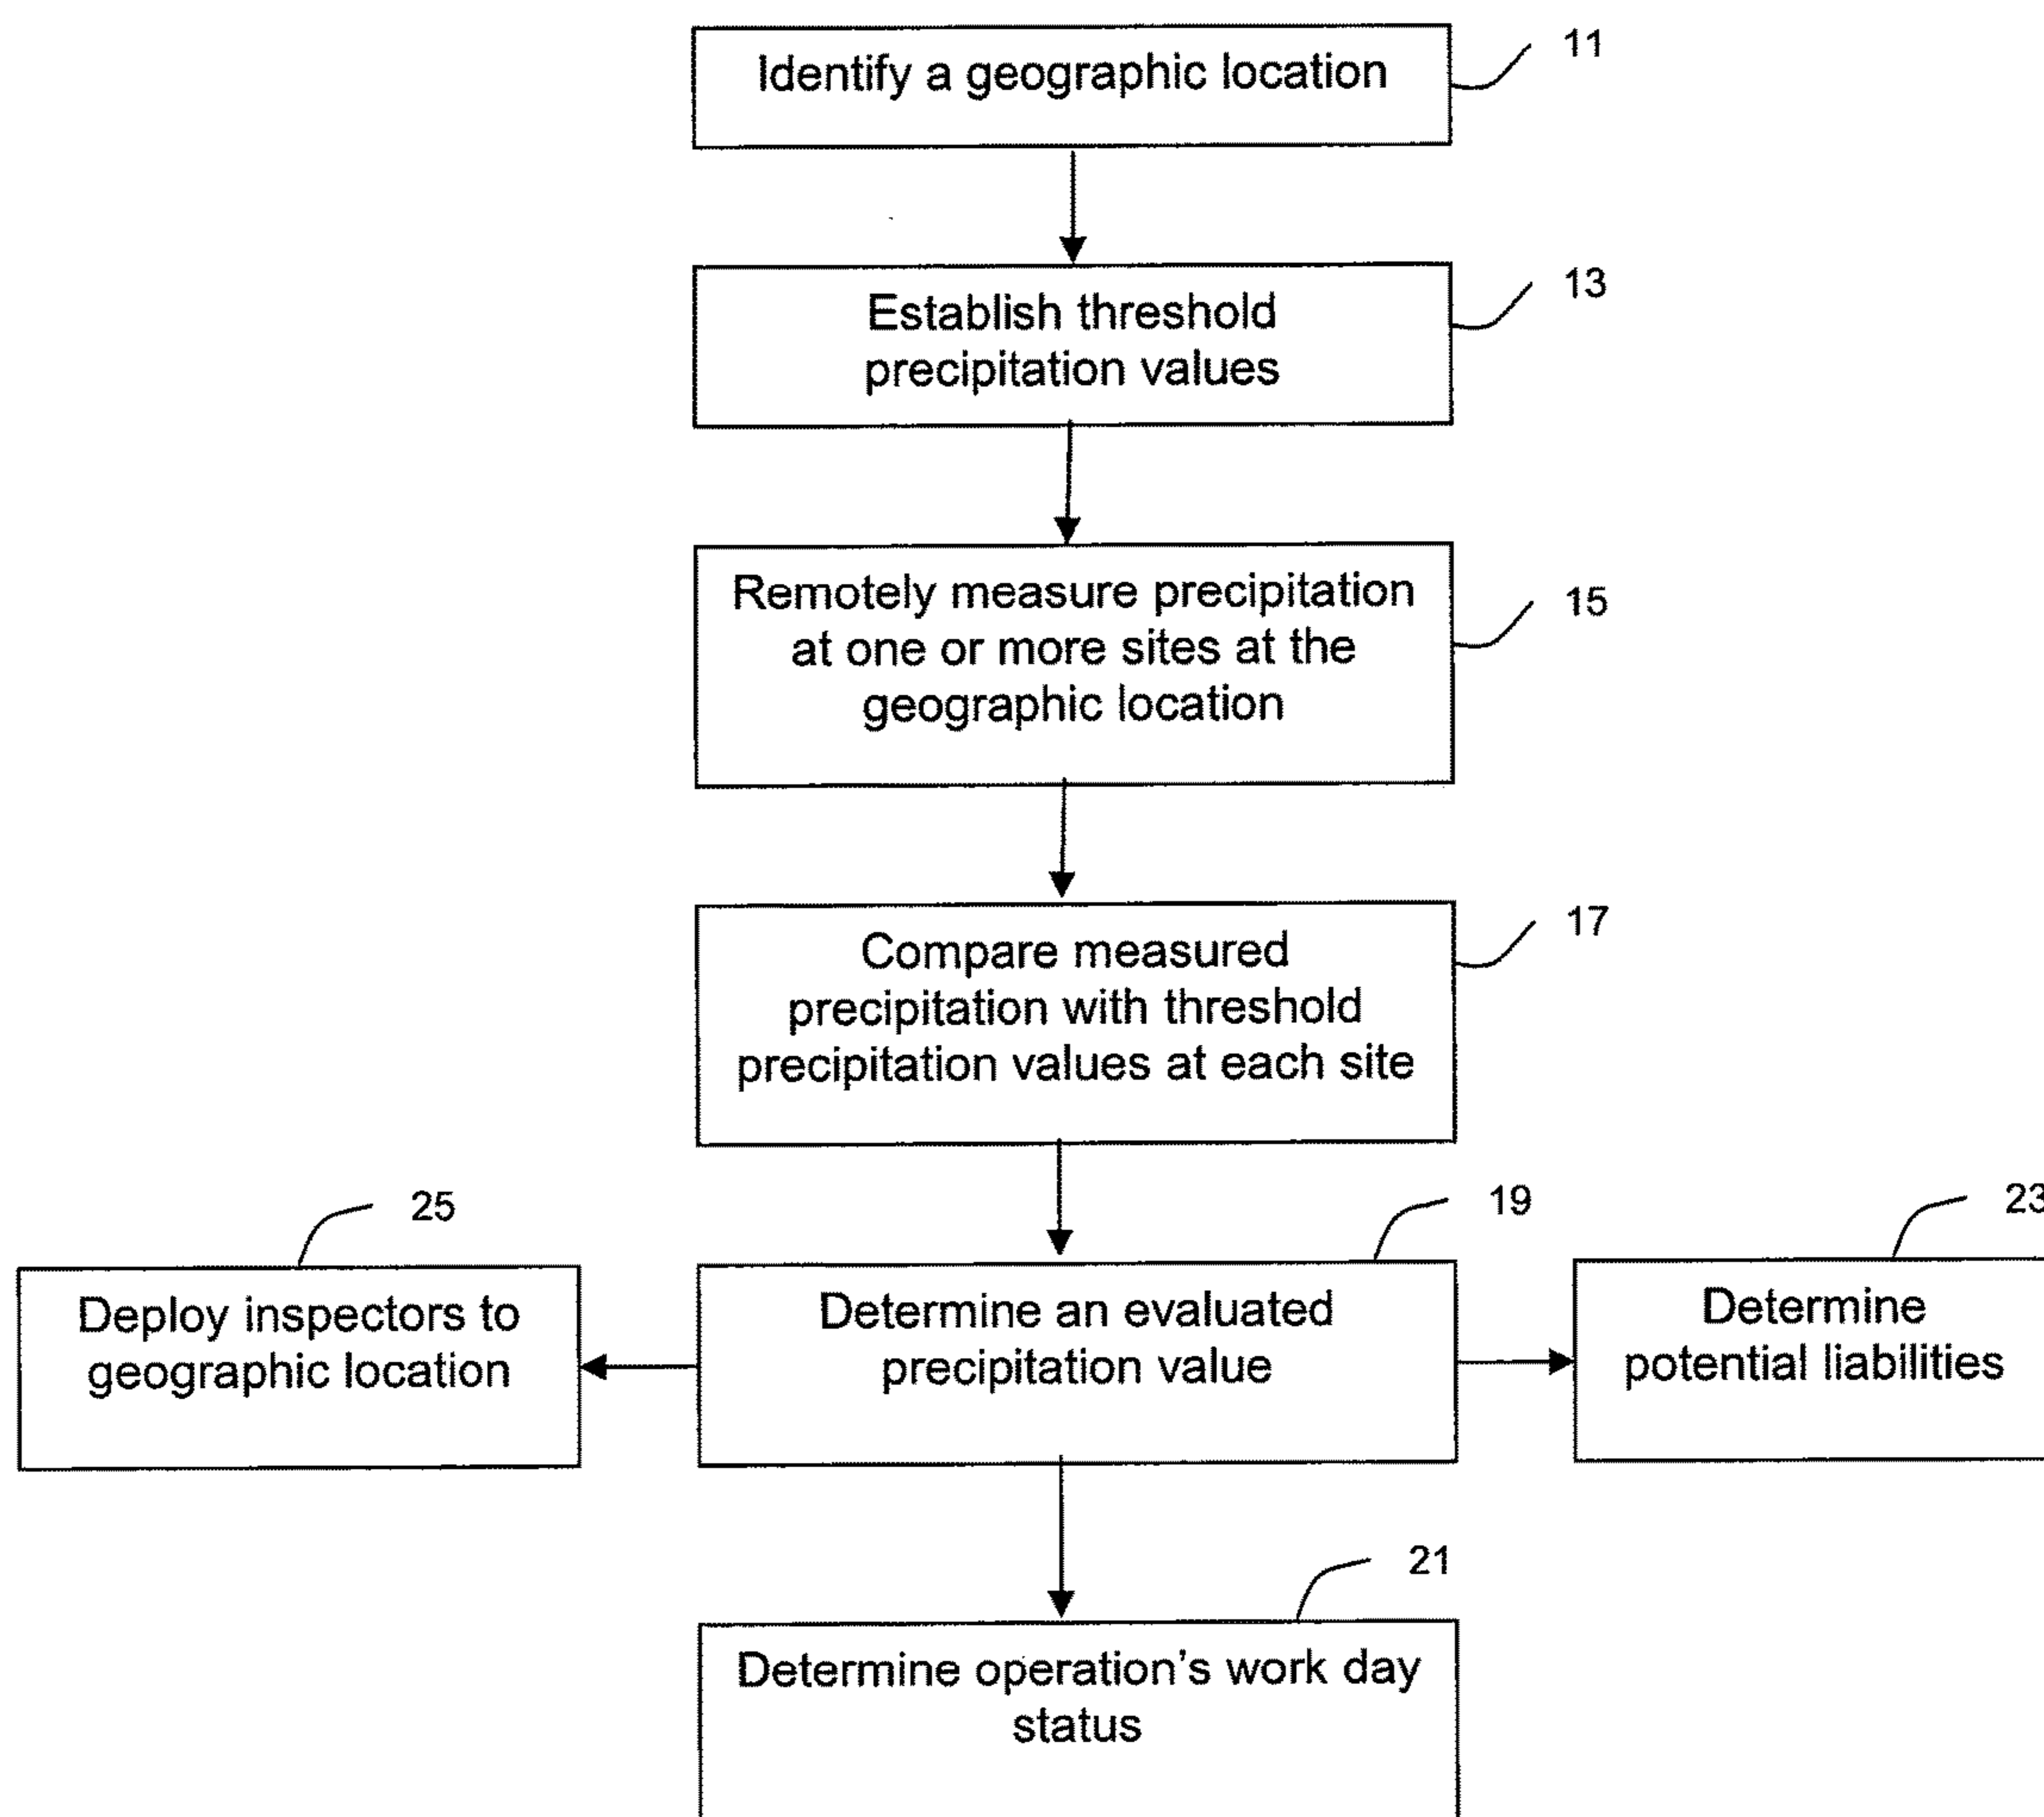 Identify a geographic location
11
Establish threshold
precipitation values
13
Remotely measure precipitation
at one or more sites at the
geographic location
15
Compare measured
precipitation with threshold
precipitation values at each site
17
25
19
23
Deploy inspectors to
geographic location
Determine an evaluated
precipitation value
Determine
potential liabilities
21
Determine operation's work day
status